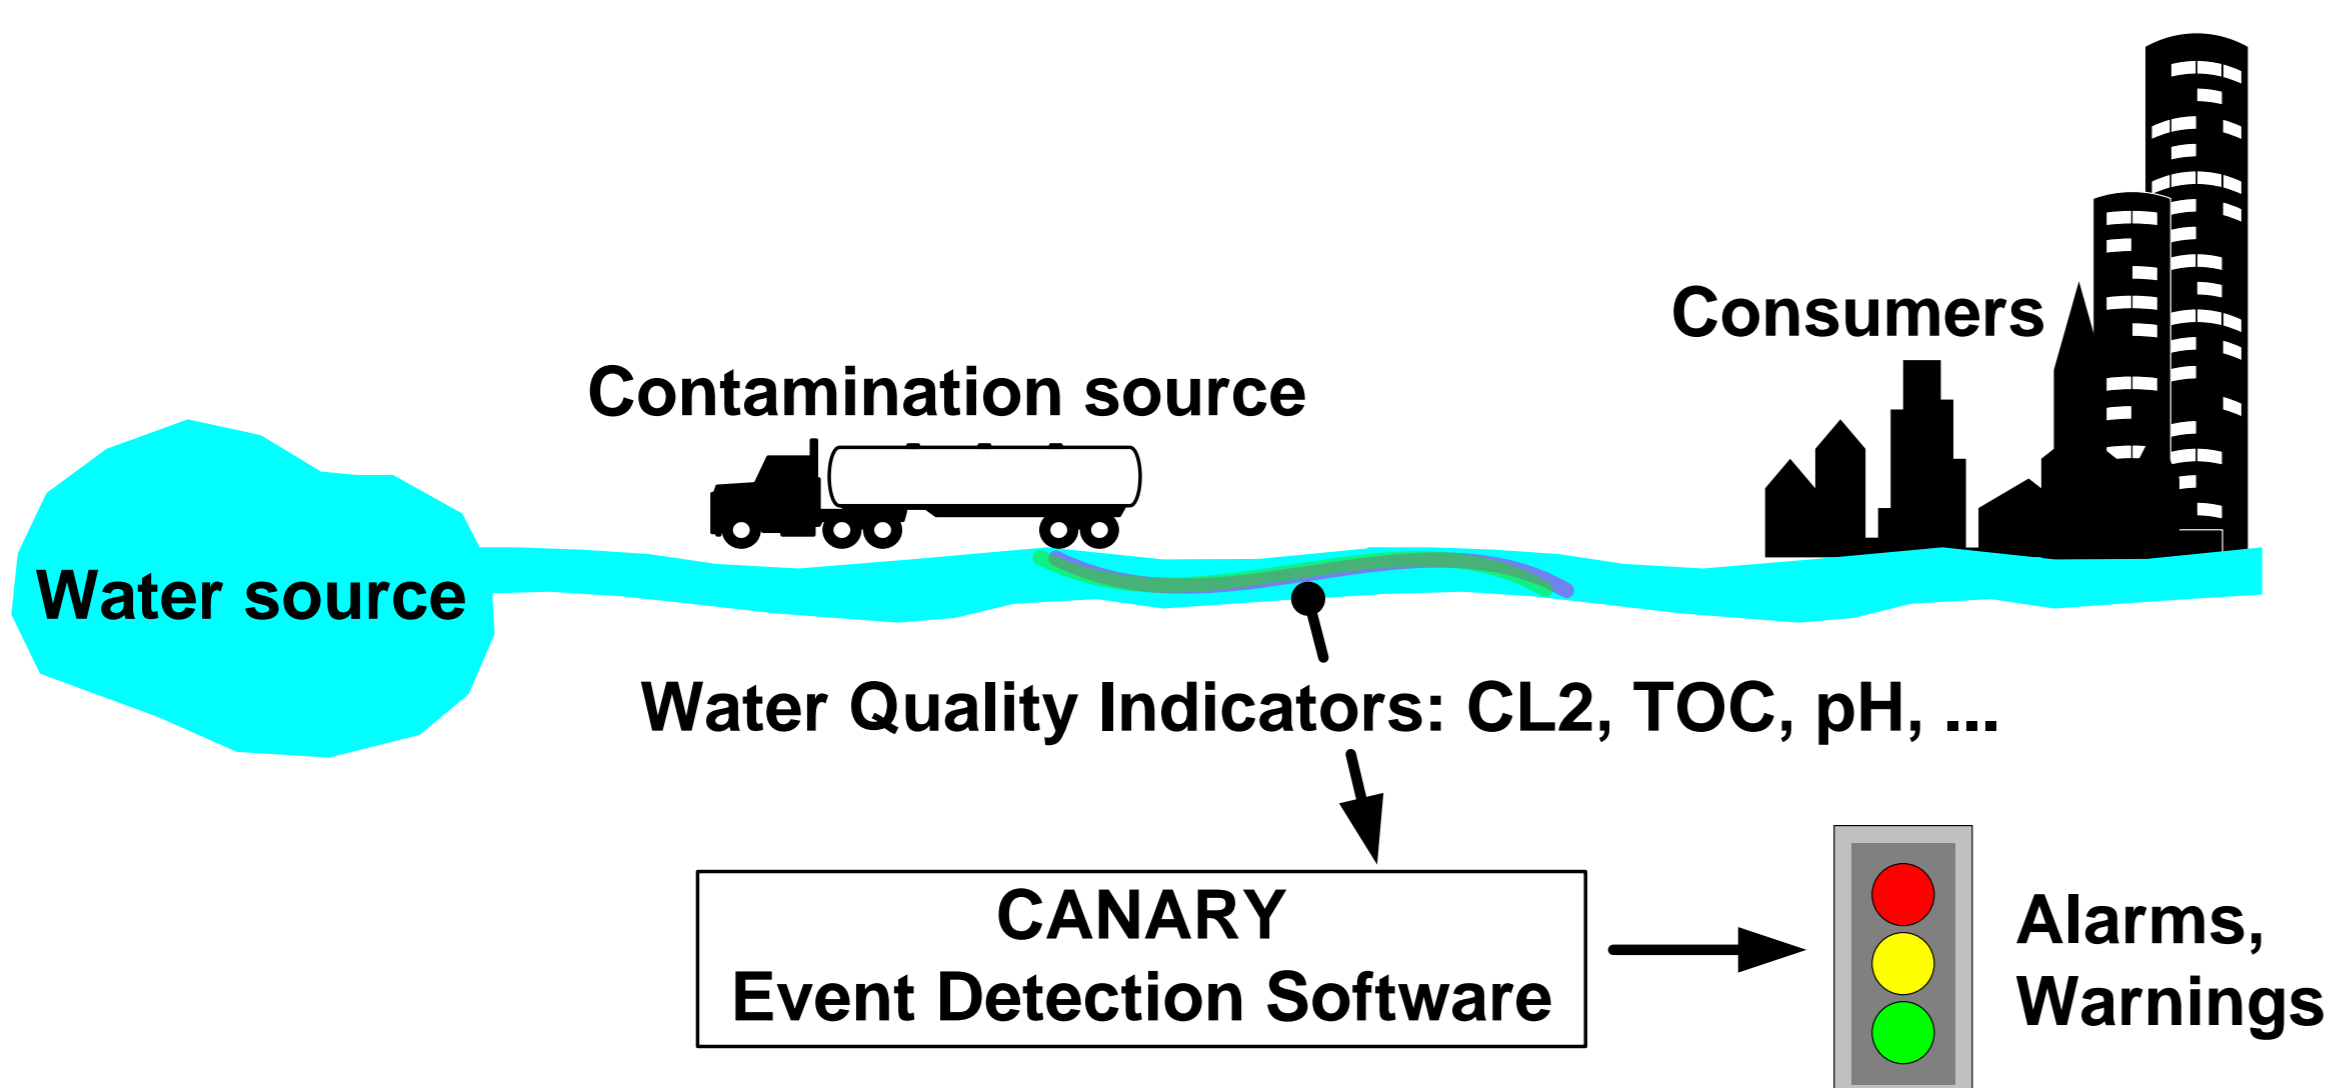 Consumers
Contamination source
Water source
Water Quality Indicators: CL2, TOC, pH, ...
CANARY
Event Detection Software
Alarms,
Warnings